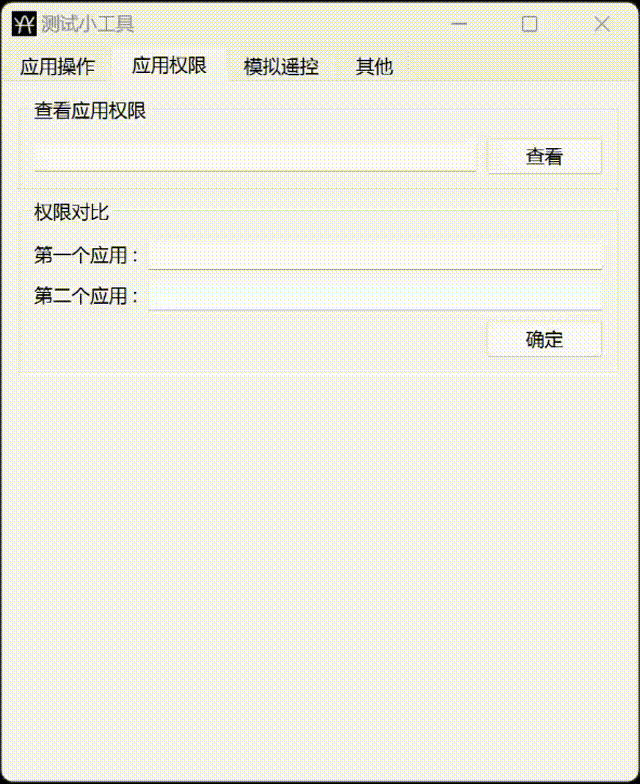 测试小工具
应用操作 应用权限 模拟遥控 其他
查看应用权限
查看
权限对比
第一个应用：
第二个应用：
确定